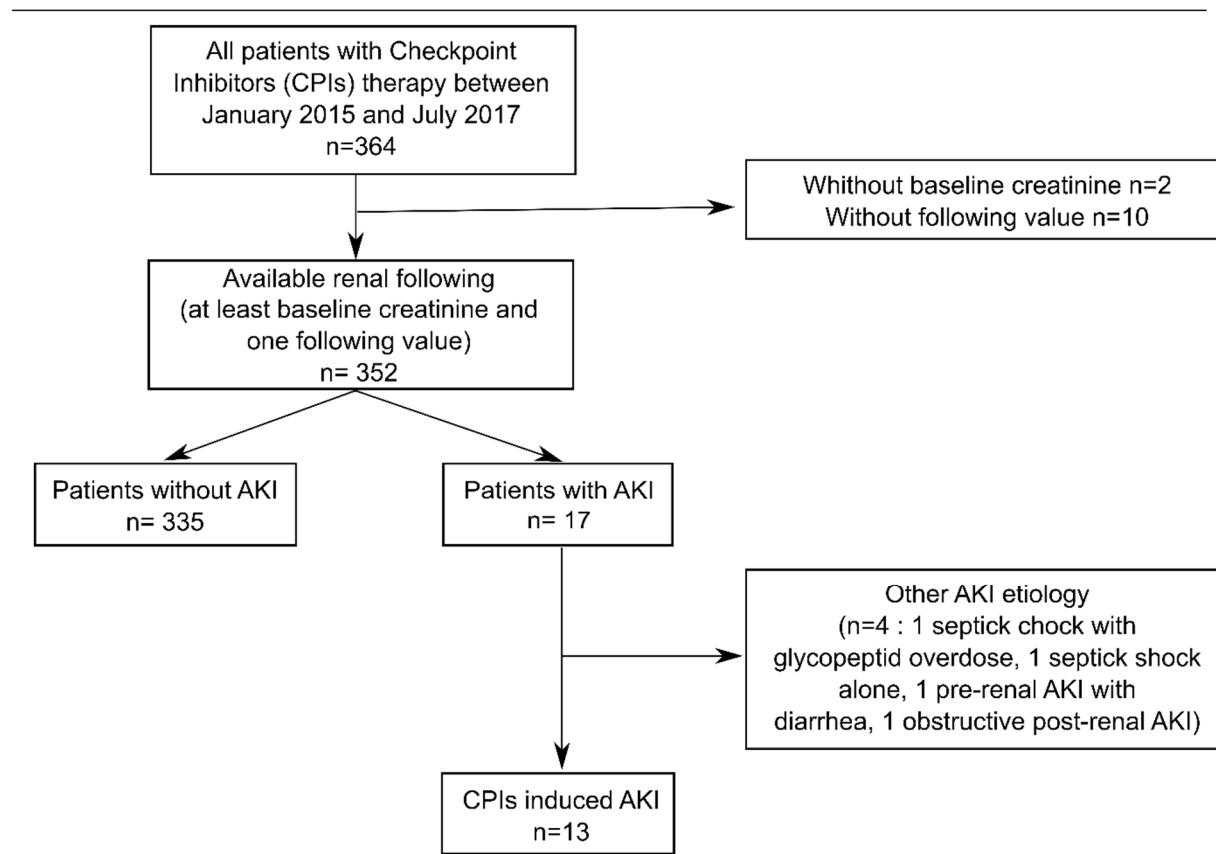 All patients with Checkpoint
Inhibitors (CPIs) therapy between
January 2015 and July 2017
n=364
Whithout baseline creatinine n=2
Without following value n=10
Available renal following
(at least baseline creatinine and
one following value)
n= 352
Patients without AKI
n= 335
Patients with AKI
n= 17
Other AKI etiology
(n=4 : 1 septick chock with
glycopeptid overdose, 1 septick shock
alone, 1 pre-renal AKI with
diarrhea, 1 obstructive post-renal AKI)
CPIs induced AKI
n=13